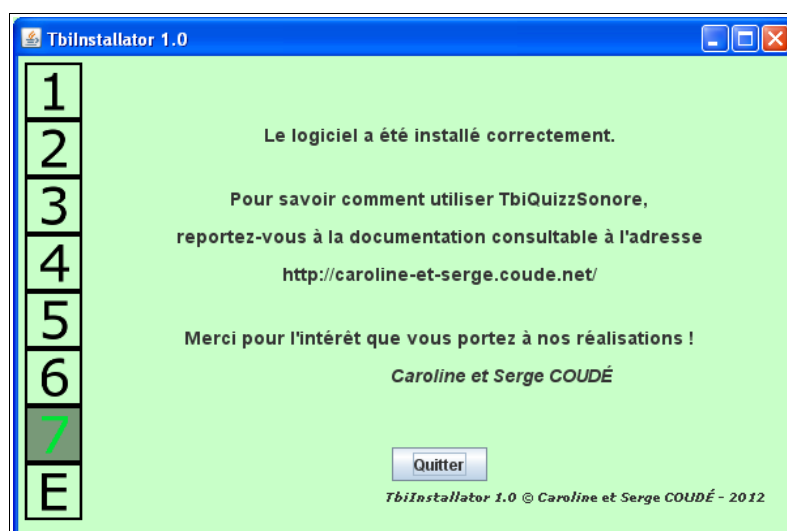 TbiInstallator 1.0
1
2
3
4
5
6
7
E
Le logiciel a été installé correctement.
Pour savoir comment utiliser TbiQuizzSonore,
reportez-vous à la documentation consultable à l'adresse
http://caroline-et-serge.coude.net/
Merci pour l'intérêt que vous portez à nos réalisations !
Caroline et Serge COUDÉ
Quitter
TbiInstallator 1.0 © Caroline et Serge COUDÉ - 2012